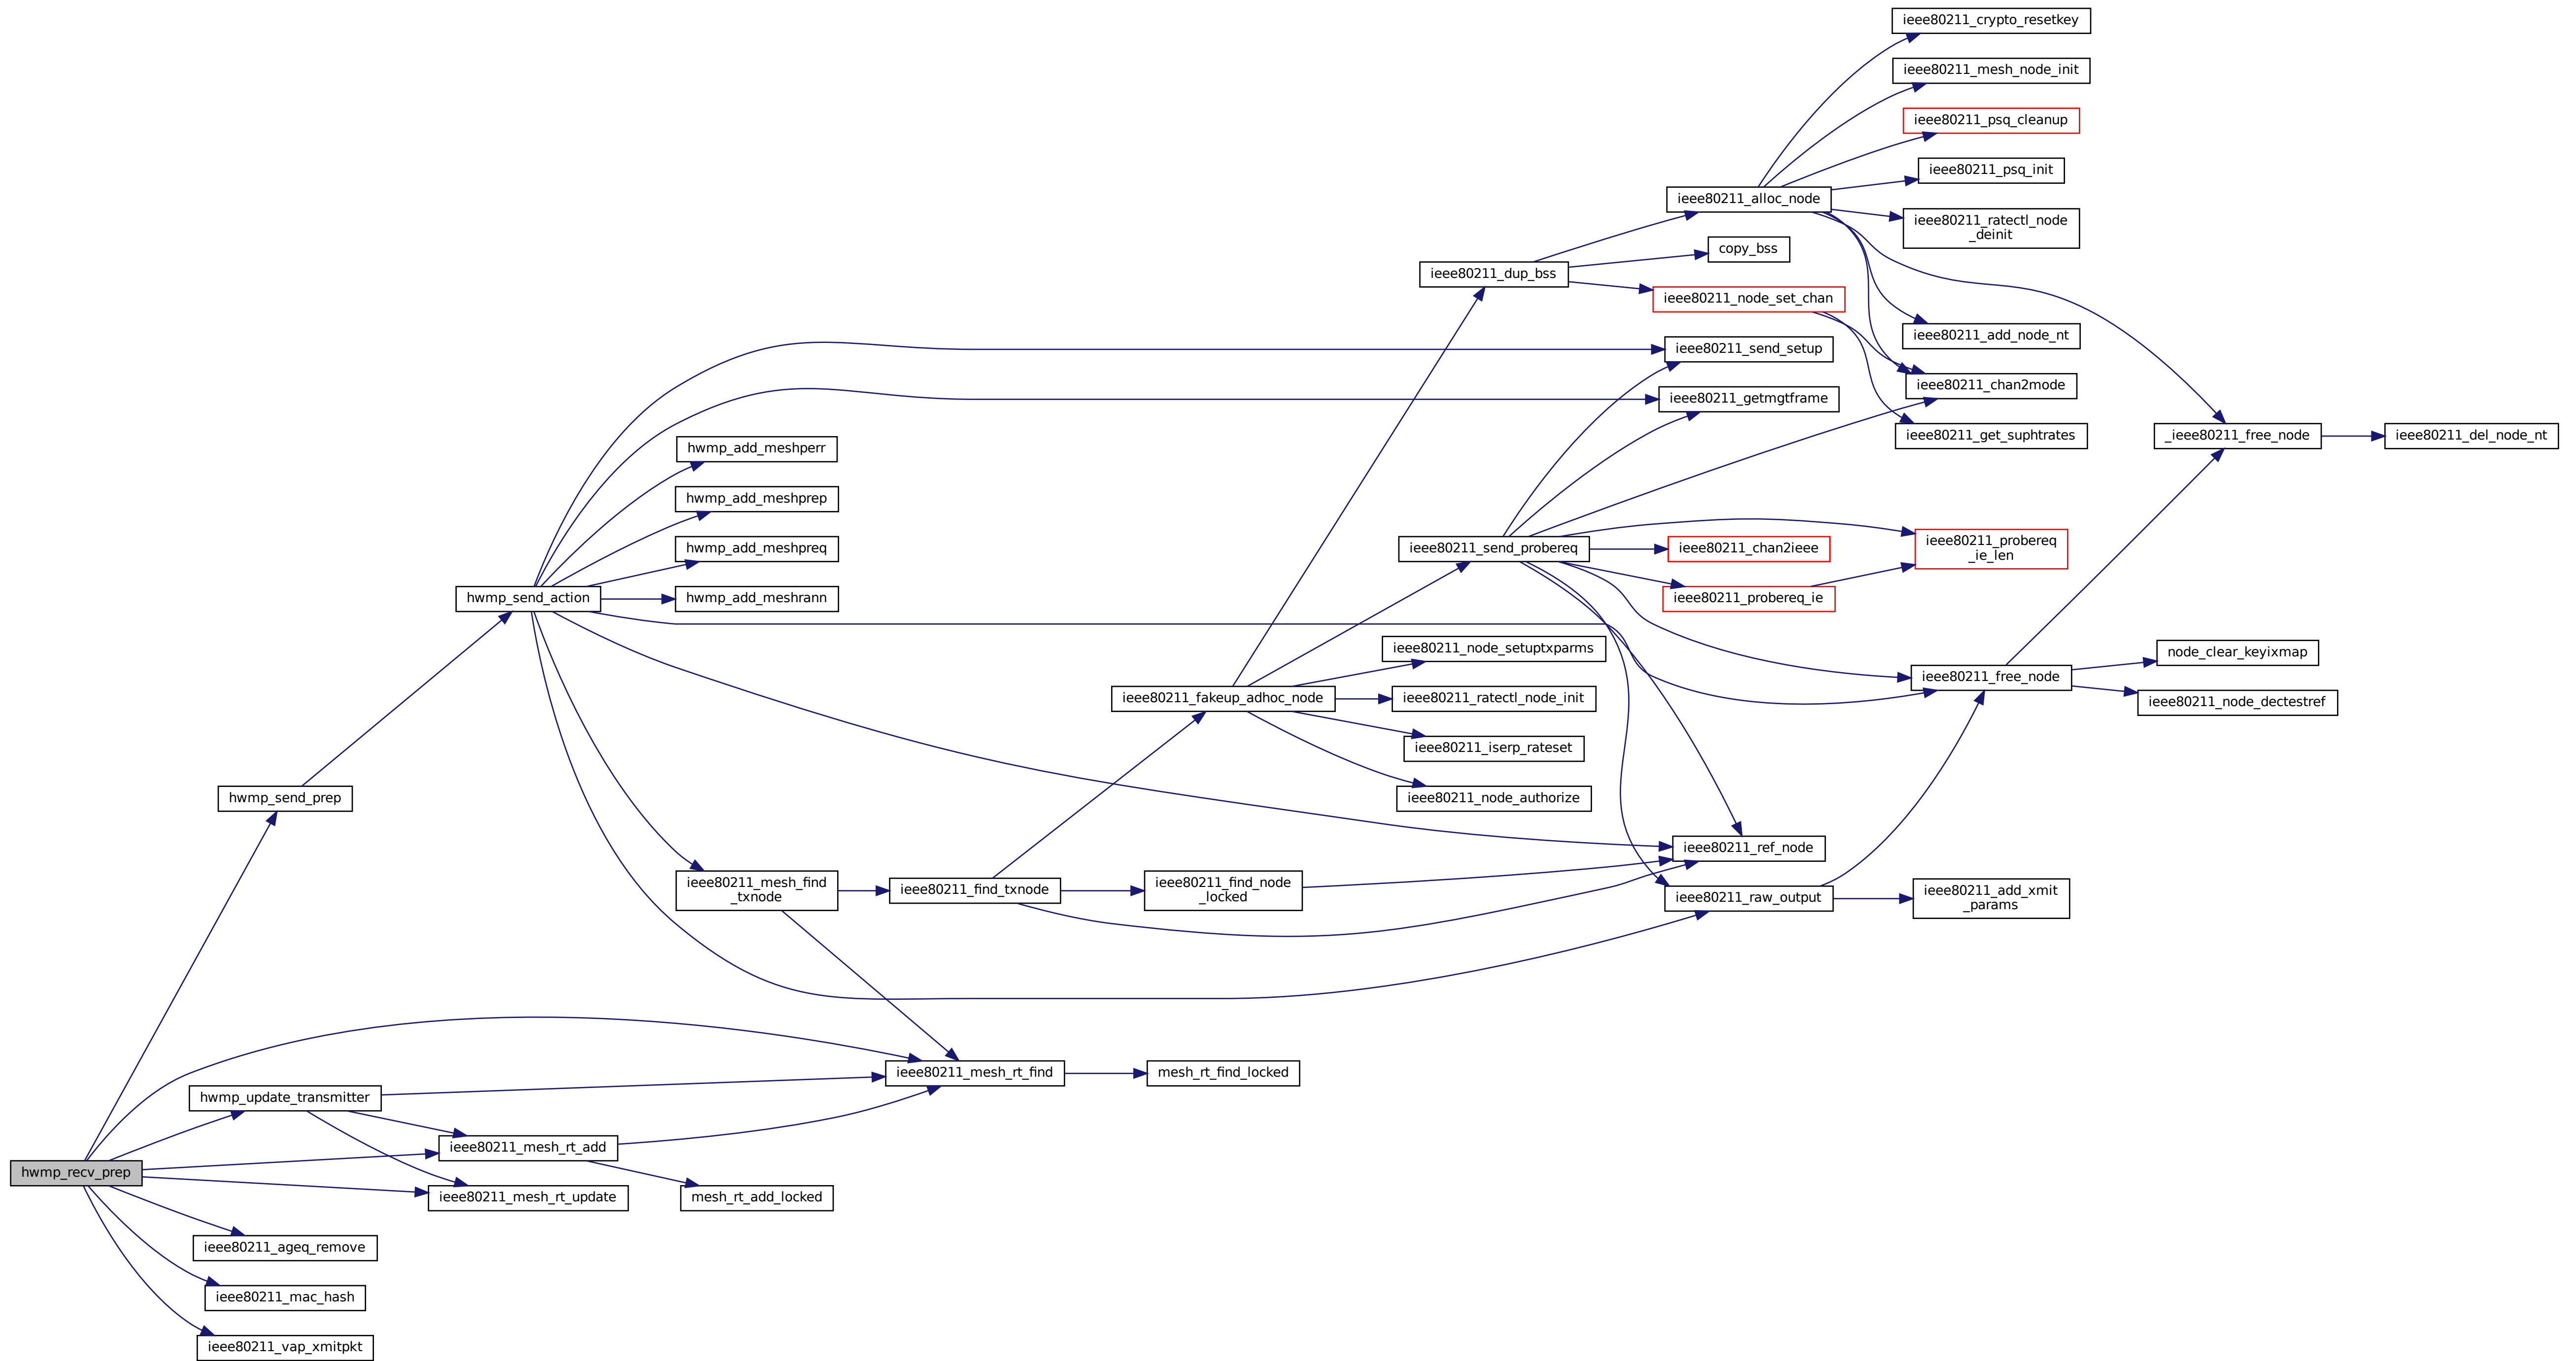 ieee80211_crypto_resetkey
ieee80211_mesh_node_init
ieee80211_psq_cleanup
ieee80211_psq_init
ieee80211_alloc_node
ieee80211_ratectl_node
_deinit
copy_bss
ieee80211_dup_bss
ieee80211_node_set_chan
ieee80211_add_node_nt
ieee80211_send_setup
ieee80211_chan2mode
ieee80211_getmgtframe
ieee80211_get_suphtrates
_ieee80211_free_node
ieee80211_del_node_nt
hwmp_add_meshperr
hwmp_add_meshprep
hwmp_add_meshpreq
ieee80211_send_probereq
ieee80211_chan2ieee
ieee80211_probereq
_ie_len
hwmp_send_action
hwmp_add_meshrann
ieee80211_probereq_ie
ieee80211_node_setuptxparms
node_clear_keyixmap
ieee80211_free_node
ieee80211_fakeup_adhoc_node
ieee80211_ratectl_node_init
ieee80211_node_dectestref
ieee80211_iserp_rateset
hwmp_send_prep
ieee80211_node_authorize
ieee80211_ref_node
ieee80211_mesh_find
_txnode
ieee80211_find_txnode
ieee80211_find_node
_locked
ieee80211_raw_output
ieee80211_add_xmit
_params
ieee80211_mesh_rt_find
mesh_rt_find_locked
hwmp_update_transmitter
ieee80211_mesh_rt_add
hwmp_recv_prep
ieee80211_mesh_rt_update
mesh_rt_add_locked
ieee80211_ageq_remove
ieee80211_mac_hash
ieee80211_vap_xmitpkt